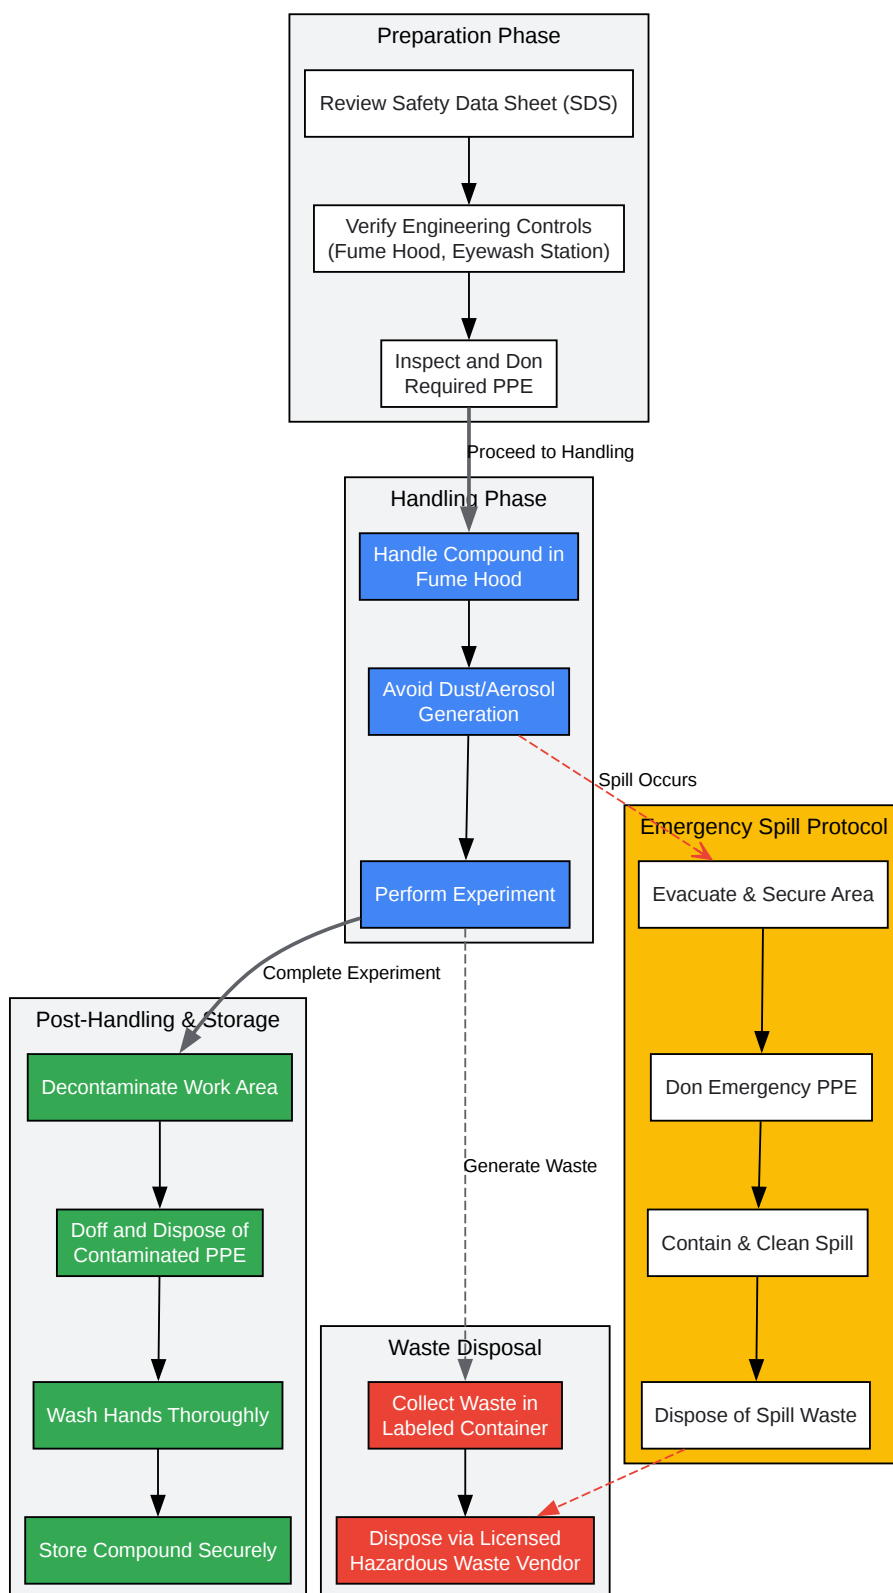 Preparation Phase
Review Safety Data Sheet (SDS)
Verify Engineering Controls
(Fume Hood, Eyewash Station)
Inspect and Don
Required PPE
Proceed to Handling
Handling Phase
Handle Compound in
Fume Hood
Avoid Dust/Aerosol
Generation
Spill Occurs
Perform Experiment
Complete Experiment
Generate Waste
Emergency Spill Protocol
Evacuate & Secure Area
Don Emergency PPE
Contain & Clean Spill
Dispose of Spill Waste
Post-Handling & Storage
Decontaminate Work Area
Doff and Dispose of
Contaminated PPE
Wash Hands Thoroughly
Store Compound Securely
Waste Disposal
Collect Waste in
Labeled Container
Dispose via Licensed
Hazardous Waste Vendor